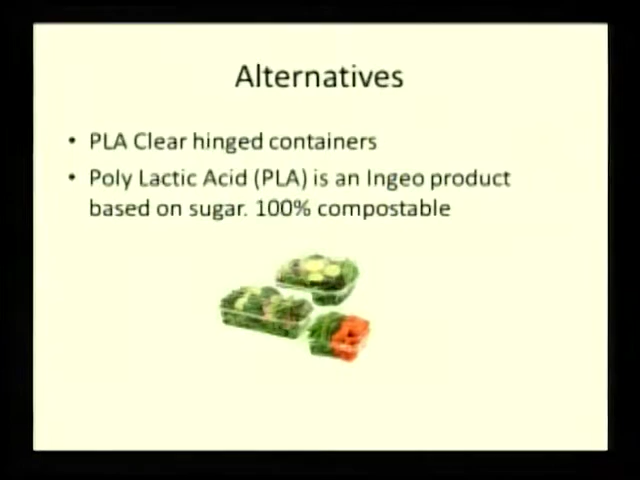 Alternatives
• PLA Clear hinged containers
• Poly Lactic Acid (PLA) is an Ingeo product
based on sugar. 100% compostable